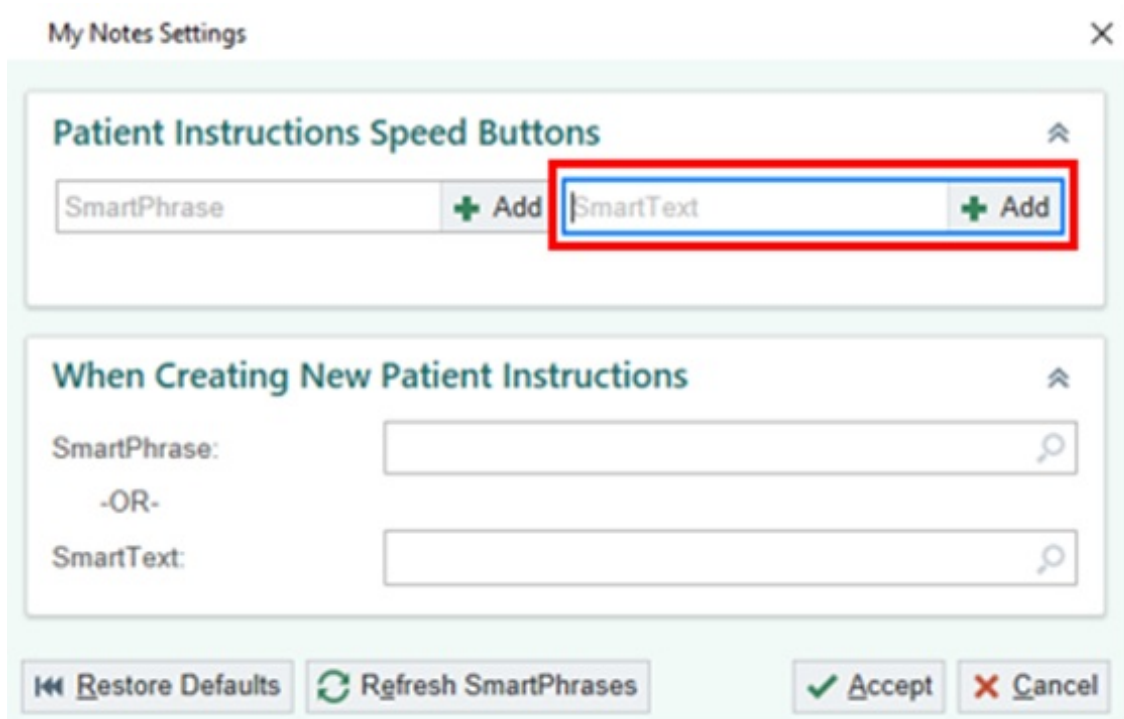 My Notes Settings
Patient Instructions Speed Buttons
SmartPhrase Add SmartText Add
When Creating New Patient Instructions
SmartPhrase:
-OR-
SmartText:
Restore Defaults Refresh SmartPhrases Accept Cancel